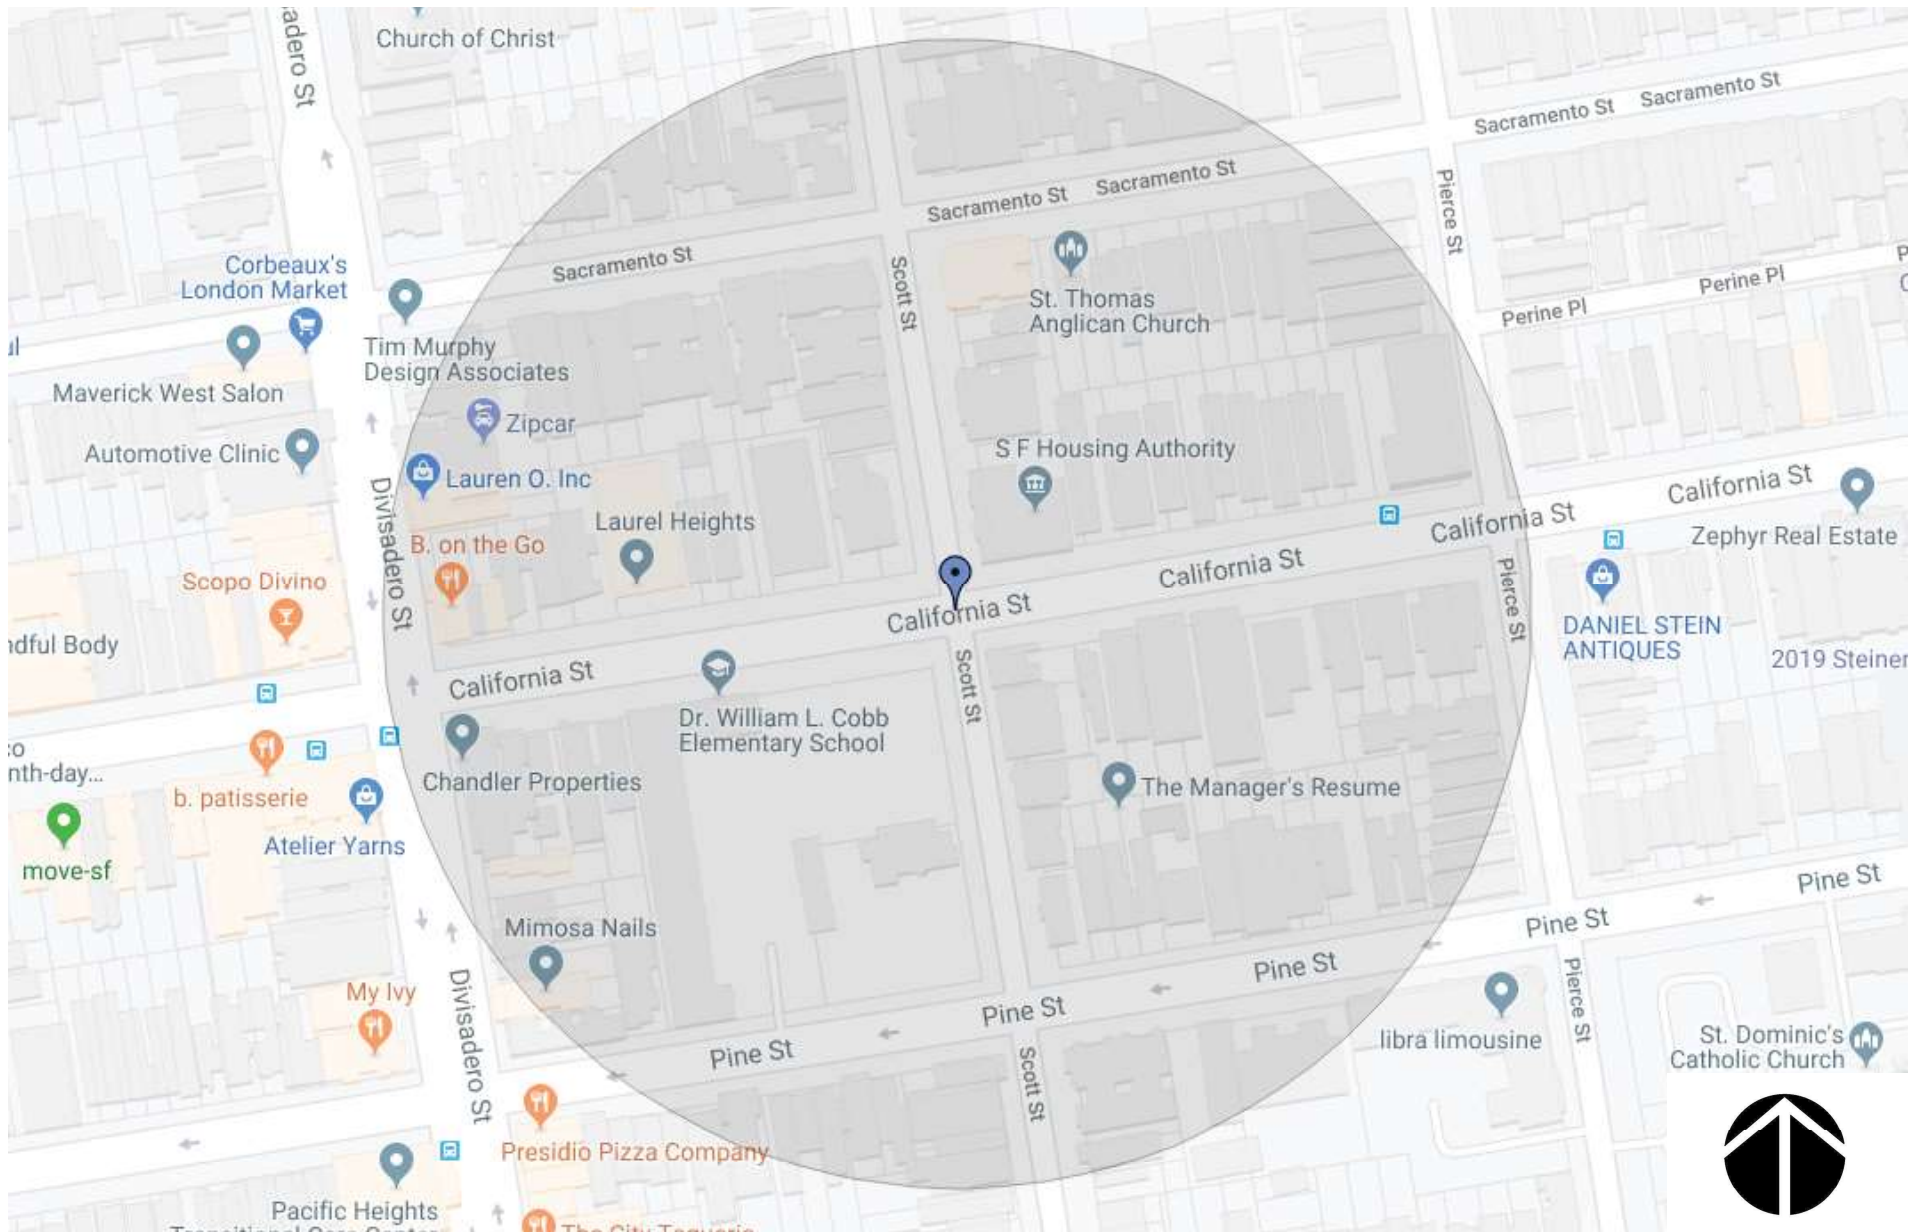 adero St
Church of Christ
Sacramento St
Sacramento St
Sacramento St
Sacramento St
Sacramento St
Sacramento St
Pierce St
Corbeaux's
London Market
Scott St
St. Thomas
Anglican Church
Perine Pl
Perine Pl
Tim Murphy
Design Associates
Maverick West Salon
Zipcar
Automotive Clinic
Lauren O. Inc
S F Housing Authority
Divisadero St
Laurel Heights
B. on the Go
California St
California St
California St
Zephyr Real Estate
Scopo Divino
California St
Pierce St
DANIEL STEIN
ANTIQUES
2019 Steiner
ndful Body
California St
Scott St
Dr. William L. Cobb
Elementary School
nth-day...
Chandler Properties
b. patisserie
The Manager's Resume
Atelier Yarns
move-sf
Pine St
Mimosa Nails
Pine St
Pine St
My Ivy
Divisadero St
Pine St
Pierce St
libra limousine
St. Dominic's
Catholic Church
Pine St
Scott St
Presidio Pizza Company
Pacific Heights